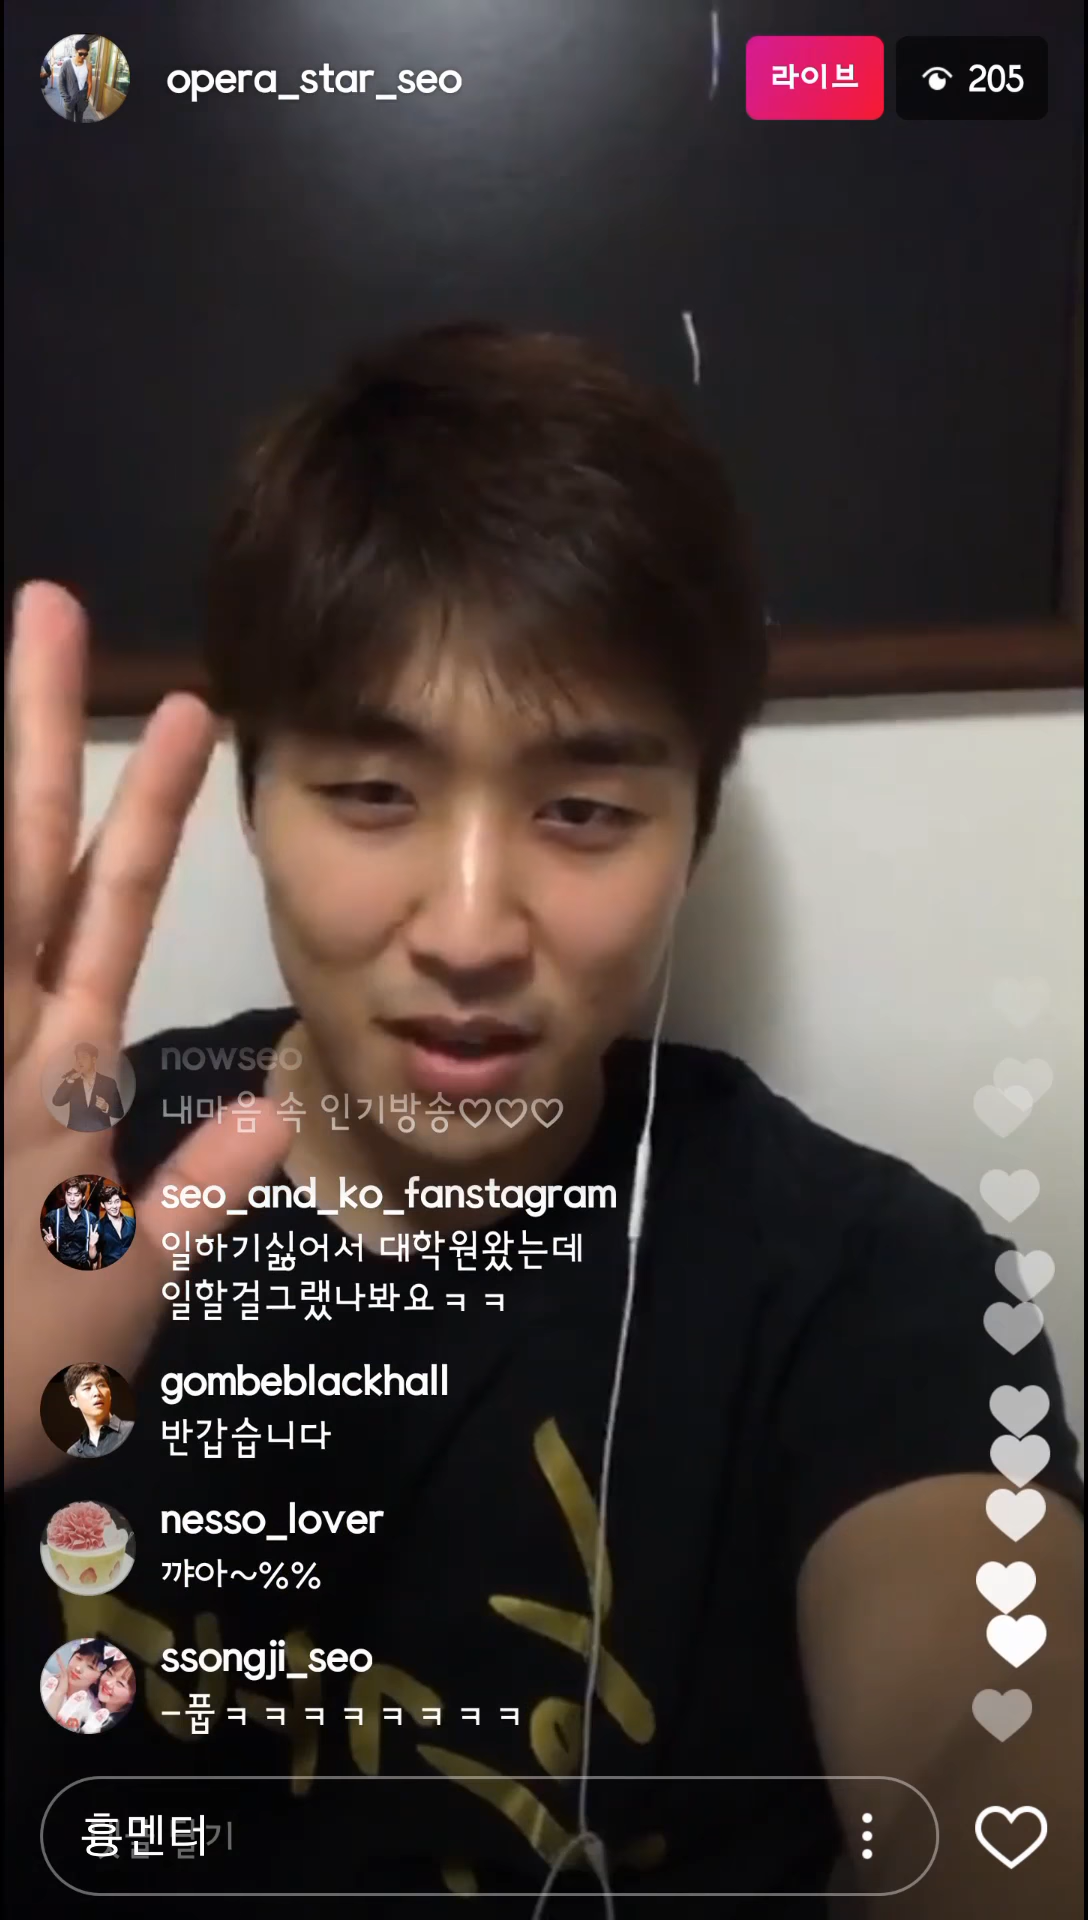 opera_star_seo
라이브
205
nowseo
내마음 속 인기방송♡♡♡
seo_and_ko_fanstagram
일하기싫어서 대학원왔는데
일할걸그랬나봐요ㅋㅋ
gombeblackhall
반갑습니다
nesso_lover
꺄아~%%
ssongji_seo
-풉ㅋㅋㅋㅋㅋㅋㅋㅋ
흉멘터